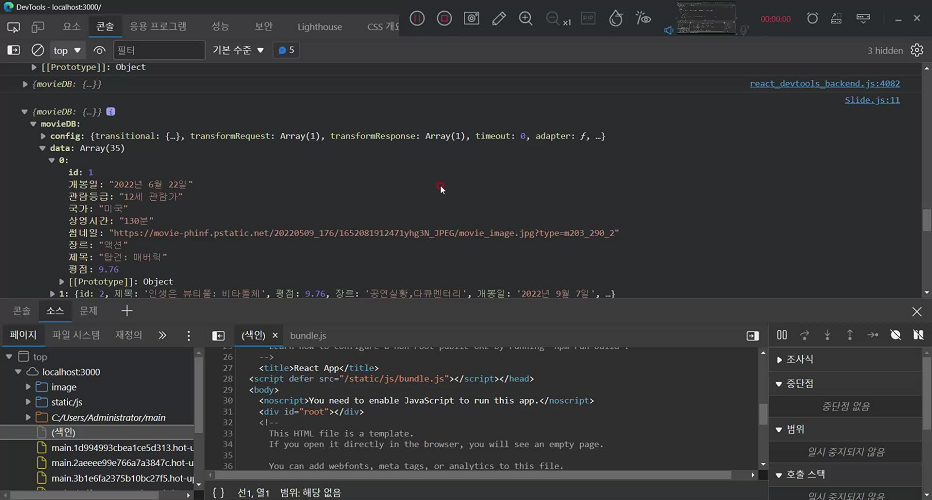 DevTools - localhost:3000/
요소 콘솔 응용 프로그램 성능 보안 Lighthouse CSS 개요
x1 PIP 00:00:00
top 필터 기본 수준 5 3 hidden
[[Prototype]]: Object
{movieDB: {…}} react_devtools_backend.js:4082
Slide.js:11
{movieDB: {…}} i
movieDB:
config: {transitional: {…}, transformRequest: Array(1), transformResponse: Array(1), timeout: 0, adapter: ƒ, …}
data: Array(35)
0:
id: 1
개봉일: "2022년 6월 22일"
관람등급: "12세 관람가"
국가: "미국"
상영시간: "130분"
썸네일: "https://movie-phinf.pstatic.net/20220509_176/1652081912471yhg3N_JPEG/movie_image.jpg?type=m203_290_2"
장르: "액션"
제목: "탑건: 매버릭"
평점: 9.76
[[Prototype]]: Object
1: {id: 2, 제목: '인생은 뷰티풀: 비타돌체', 평점: 9.76, 장르: '공연실황,다큐멘터리', 개봉일: '2022년 9월 7일', …}
콘솔 소스 문제
페이지 파일 시스템 재정의 (색인) × bundle.js
top
localhost:3000
image
static/js
C:/Users/Administrator/main
(색인)
main.1d994993cbea1ce5d313.hot-u
main.2aeeee99e766a7a3847c.hot-u
main.3b1e6fa2375b10bc27f5.hot-up
25 Learn how to configure a non-root public URL by running `npm run build`.
26 -->
27 <title>React App</title>
28 <script defer src="/static/js/bundle.js"></script></head>
29 <body>
30 <noscript>You need to enable JavaScript to run this app.</noscript>
31 <div id="root"></div>
32 <!--
33 This HTML file is a template.
34 If you open it directly in the browser, you will see an empty page.
35
36 You can add webfonts, meta tags, or analytics to this file.
{ } 선1, 열1 범위: 해당 없음
조사식
중단점
중단점 없음
범위
일시 중지되지 않음
호출 스택
일시 중지되지 않음